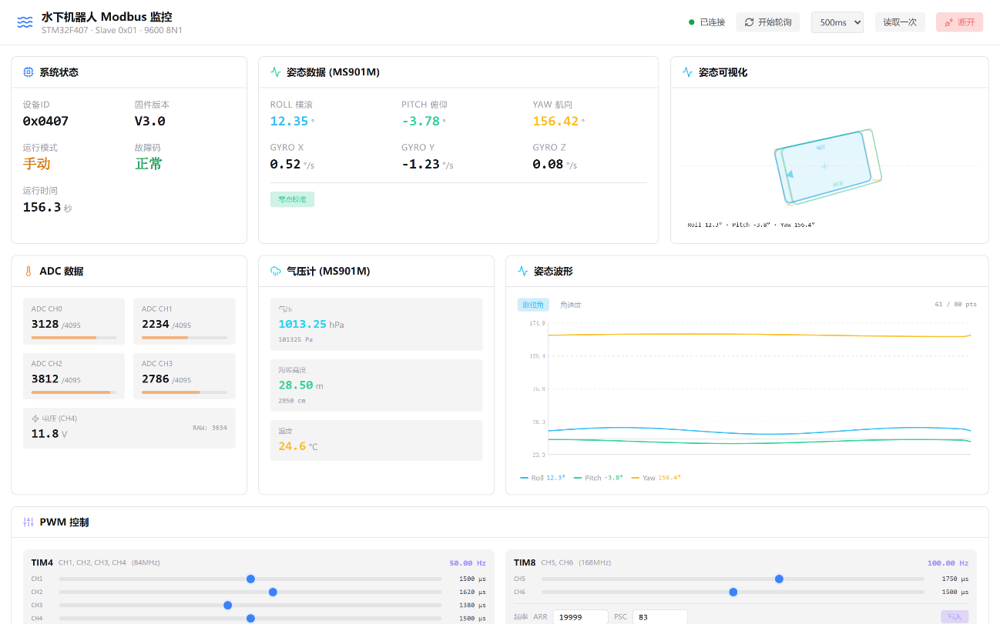 水下机器人 Modbus 监控
STM32F407 · Slave 0x01 · 9600 8N1
已连接
开始轮询
500ms
读取一次
断开
系统状态
设备ID
0x0407
固件版本
V3.0
运行模式
手动
故障码
正常
运行时间
156.3 秒
姿态数据 (MS901M)
ROLL 横滚
12.35 °
PITCH 俯仰
-3.78 °
YAW 航向
156.42 °
GYRO X
0.52 °/s
GYRO Y
-1.23 °/s
GYRO Z
0.08 °/s
零点校准
姿态可视化
Roll 12.3° · Pitch -3.8° · Yaw 156.4°
ADC 数据
ADC CH0
3128 /4095
ADC CH1
2234 /4095
ADC CH2
3812 /4095
ADC CH3
2786 /4095
电压 (CH4)
11.8 V
RAW: 3654
气压计 (MS901M)
气压
1013.25 hPa
101325 Pa
海拔高度
28.50 m
2850 cm
温度
24.6 °C
姿态波形
欧拉角
角速度
61 / 80 pts
125.4
75.8
26.3
-23.3
Roll 12.3°
Pitch -3.8°
Yaw 156.4°
PWM 控制
TIM4 CH1, CH2, CH3, CH4 (84MHz)
50.00 Hz
CH1
1500 µs
CH2
1620 µs
CH3
1380 µs
CH4
1500 µs
TIM8 CH5, CH6 (168MHz)
100.00 Hz
CH5
1750 µs
CH6
1500 µs
频率 ARR 19999 PSC 83
写入